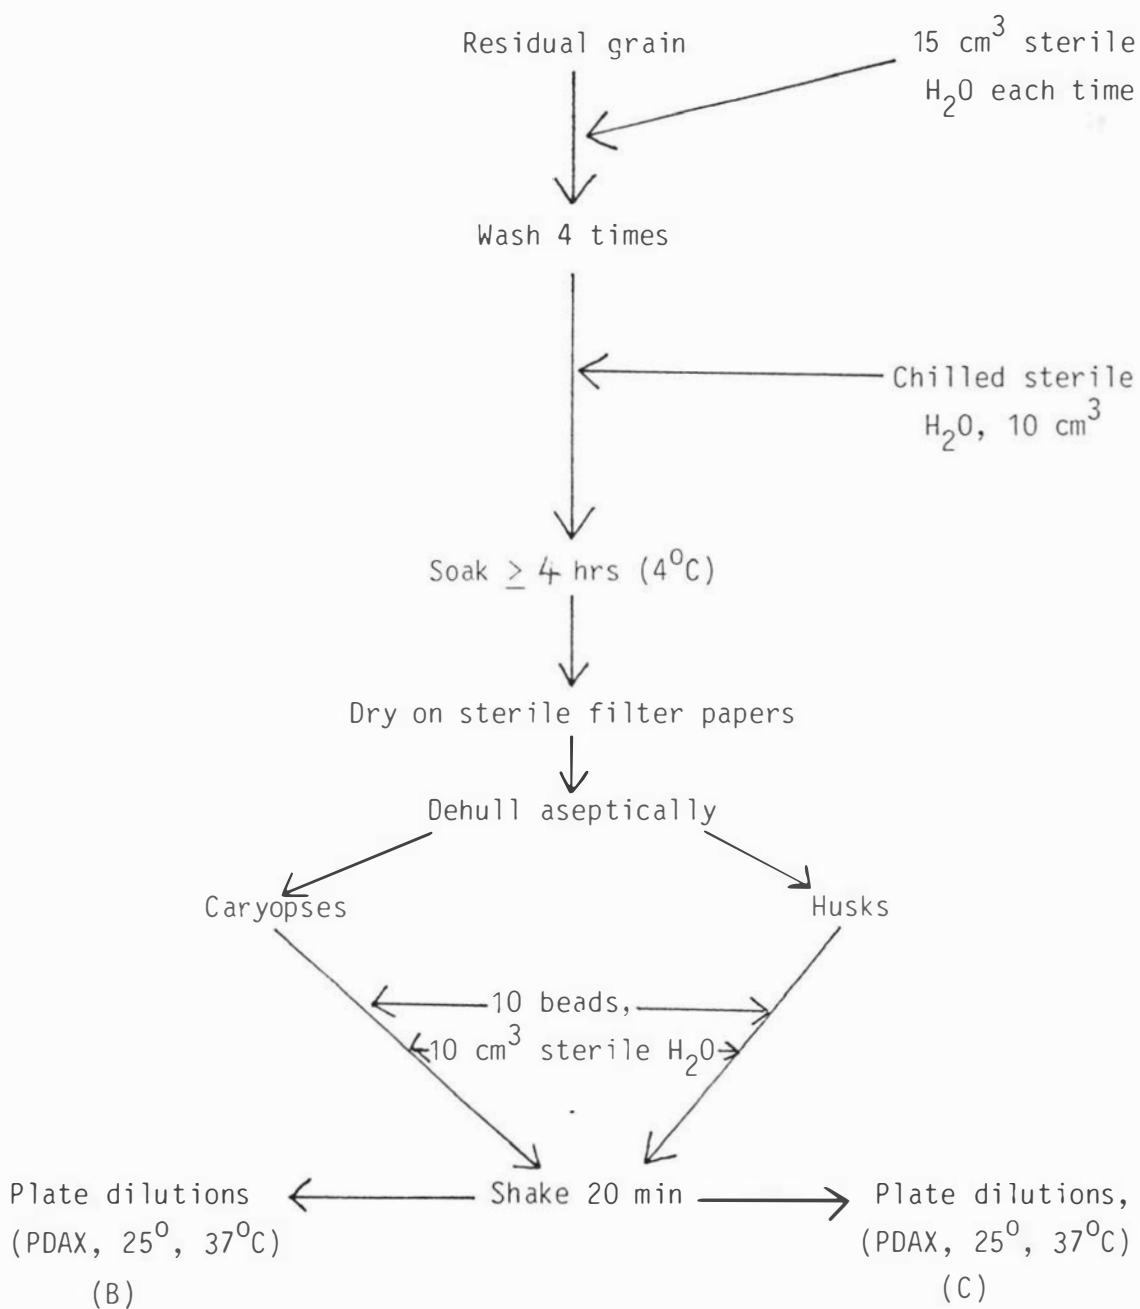 Residual grain
15 cm³ sterile
H₂O each time
Wash 4 times
Chilled sterile
H₂O, 10 cm³
Soak ≥ 4 hrs (4°C)
Dry on sterile filter papers
Dehull aseptically
Caryopses
Husks
10 beads,
10 cm³ sterile H₂O
Shake 20 min
Plate dilutions
(PDAX, 25°, 37°C)
(B)
Plate dilutions,
(PDAX, 25°, 37°C)
(C)